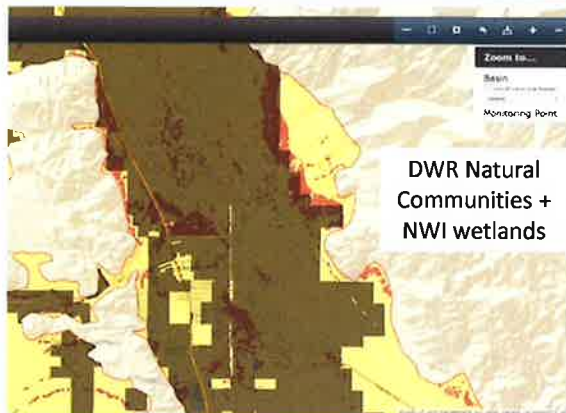 Zoom to...
Basin
Monitoring Point
DWR Natural
Communities +
NWI wetlands